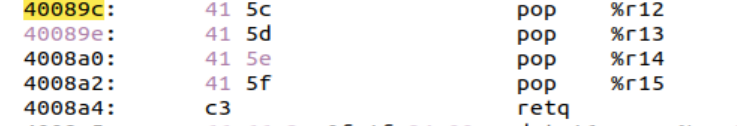 40089c: 41 5c pop %r12
40089e: 41 5d pop %r13
4008a0: 41 5e pop %r14
4008a2: 41 5f pop %r15
4008a4: c3 retq